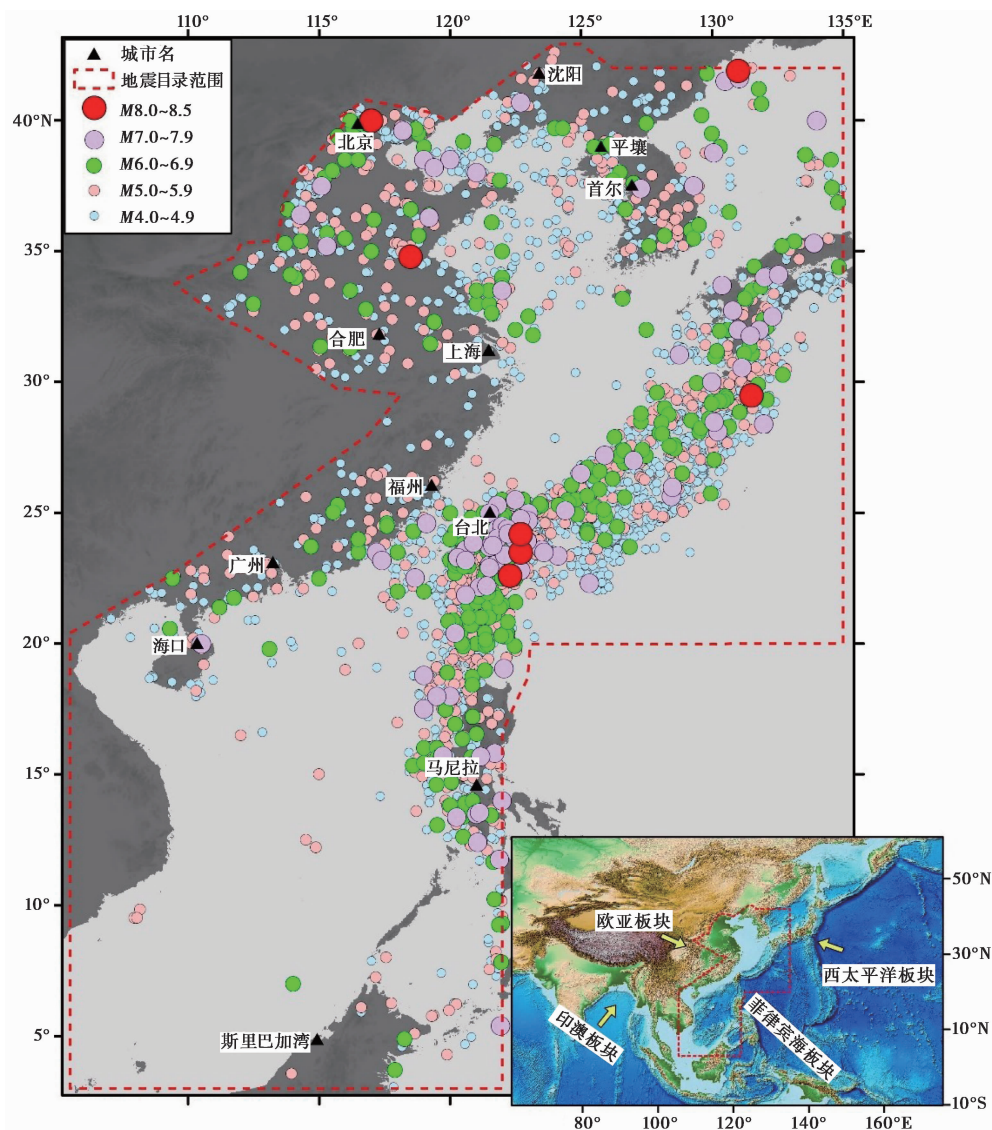 110°
115°
120°
125°
130°
135°E
城市名
地震目录范围
M8.0~8.5
M7.0~7.9
M6.0~6.9
M5.0~5.9
M4.0~4.9
沈阳
40°N
北京
平壤
首尔
35°
合肥
上海
30°
福州
25°
台北
广州
20°
海口
15°
马尼拉
10°
5°
斯里巴加湾
欧亚板块
西太平洋板块
印澳板块
菲律宾海板块
50°N
30°N
10°N
10°S
80°
100°
120°
140°
160°E